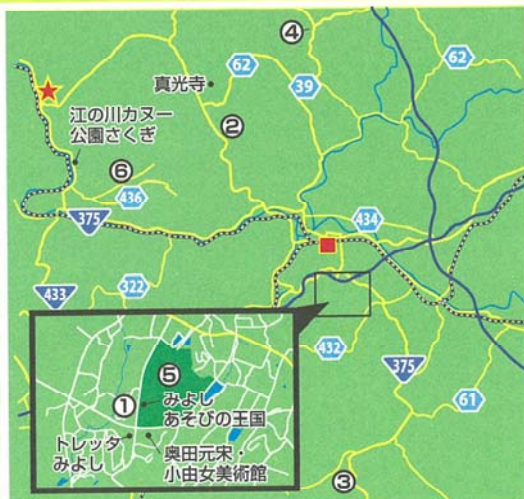 ④
62
62
真光寺
39
江の川カヌー
公園さくぎ
②
⑥
436
375
434
433
322
432
375
61
③
⑤
①
みよし
あそびの王国
トレッタ
みよし
奥田元宋・
小由女美術館